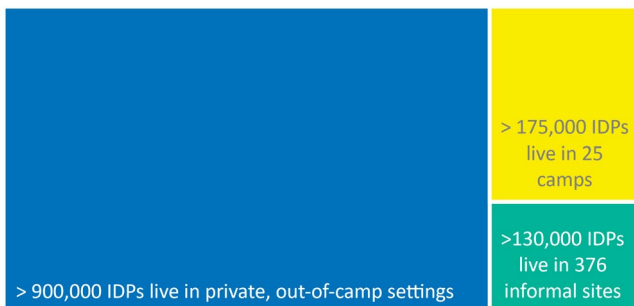 > 900,000 IDPs live in private, out-of-camp settings
> 175,000 IDPs
live in 25
camps
>130,000 IDPs
live in 376
informal sites